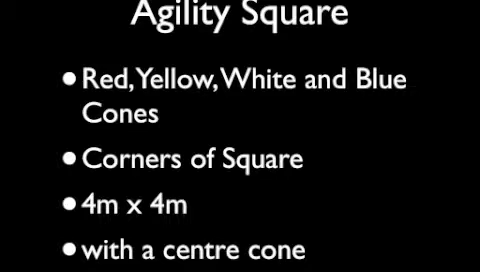 Agility Square
•Red,Yellow,White and Blue
Cones
•Corners of Square
•4m x 4m
•with a centre cone